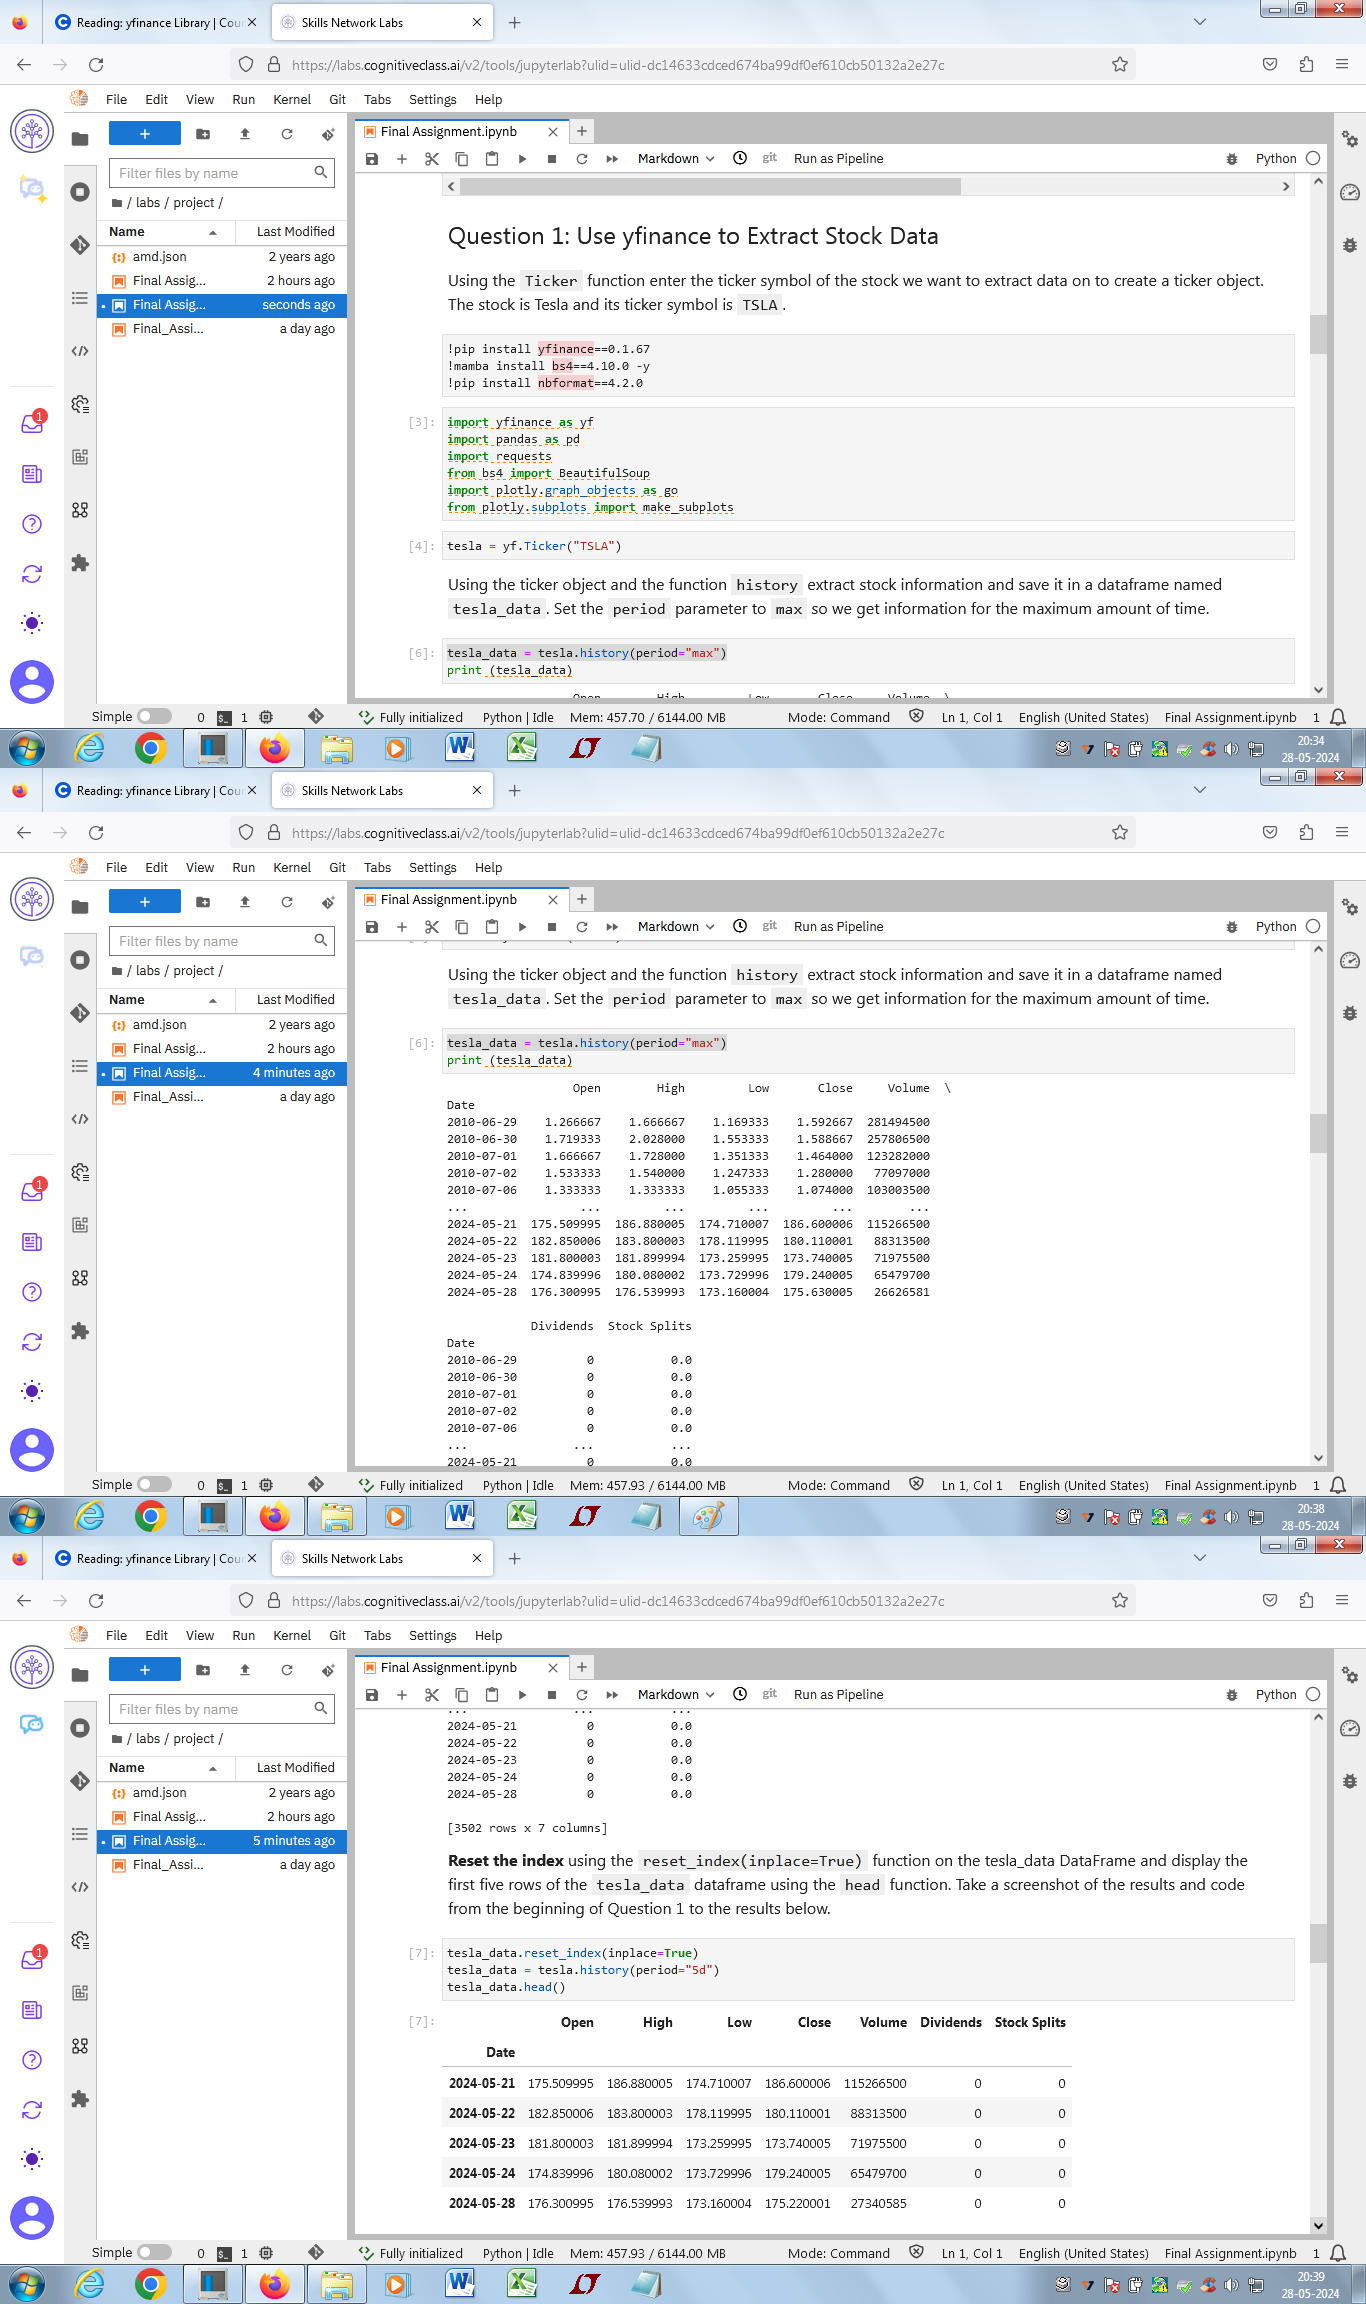 Reading: yfinance Library | Cou
Skills Network Labs
https://labs.cognitiveclass.ai/v2/tools/jupyterlab?ulid=ulid-dc14633cdced674ba99df0ef610cb50132a2e27c
File Edit View Run Kernel Git Tabs Settings Help
Final Assignment.ipynb
Markdown git Run as Pipeline Python
Filter files by name
/ labs / project /
Name Last Modified
amd.json 2 years ago
Final Assig... 2 hours ago
Final Assig... seconds ago
Final_Assi... a day ago
1
Question 1: Use yfinance to Extract Stock Data
Using the Ticker function enter the ticker symbol of the stock we want to extract data on to create a ticker object.
The stock is Tesla and its ticker symbol is TSLA .
!pip install yfinance==0.1.67
!mamba install bs4==4.10.0 -y
!pip install nbformat==4.2.0
[3]: import yfinance as yf
import pandas as pd
import requests
from bs4 import BeautifulSoup
import plotly.graph_objects as go
from plotly.subplots import make_subplots
[4]: tesla = yf.Ticker("TSLA")
Using the ticker object and the function history extract stock information and save it in a dataframe named
tesla_data . Set the period parameter to max so we get information for the maximum amount of time.
[6]: tesla_data = tesla.history(period="max")
print (tesla_data)
Open High Low Close Volume \
Simple 0 1 Fully initialized Python | Idle Mem: 457.70 / 6144.00 MB Mode: Command Ln 1, Col 1 English (United States) Final Assignment.ipynb 1
20:34
28-05-2024
Reading: yfinance Library | Cou
Skills Network Labs
https://labs.cognitiveclass.ai/v2/tools/jupyterlab?ulid=ulid-dc14633cdced674ba99df0ef610cb50132a2e27c
File Edit View Run Kernel Git Tabs Settings Help
Final Assignment.ipynb
Markdown git Run as Pipeline Python
Filter files by name
/ labs / project /
Name Last Modified
amd.json 2 years ago
Final Assig... 2 hours ago
Final Assig... 4 minutes ago
Final_Assi... a day ago
1
Using the ticker object and the function history extract stock information and save it in a dataframe named
tesla_data . Set the period parameter to max so we get information for the maximum amount of time.
[6]: tesla_data = tesla.history(period="max")
print (tesla_data)
Open High Low Close Volume \
Date
2010-06-29 1.266667 1.666667 1.169333 1.592667 281494500
2010-06-30 1.719333 2.028000 1.553333 1.588667 257806500
2010-07-01 1.666667 1.728000 1.351333 1.464000 123282000
2010-07-02 1.533333 1.540000 1.247333 1.280000 77097000
2010-07-06 1.333333 1.333333 1.055333 1.074000 103003500
... ... ... ... ... ...
2024-05-21 175.509995 186.880005 174.710007 186.600006 115266500
2024-05-22 182.850006 183.800003 178.119995 180.110001 88313500
2024-05-23 181.800003 181.899994 173.259995 173.740005 71975500
2024-05-24 174.839996 180.080002 173.729996 179.240005 65479700
2024-05-28 176.300995 176.539993 173.160004 175.630005 26626581
Dividends Stock Splits
Date
2010-06-29 0 0.0
2010-06-30 0 0.0
2010-07-01 0 0.0
2010-07-02 0 0.0
2010-07-06 0 0.0
... ... ...
2024-05-21 0 0.0
Simple 0 1 Fully initialized Python | Idle Mem: 457.93 / 6144.00 MB Mode: Command Ln 1, Col 1 English (United States) Final Assignment.ipynb 1
20:38
28-05-2024
Reading: yfinance Library | Cou
Skills Network Labs
https://labs.cognitiveclass.ai/v2/tools/jupyterlab?ulid=ulid-dc14633cdced674ba99df0ef610cb50132a2e27c
File Edit View Run Kernel Git Tabs Settings Help
Final Assignment.ipynb
Markdown git Run as Pipeline Python
Filter files by name
/ labs / project /
Name Last Modified
amd.json 2 years ago
Final Assig... 2 hours ago
Final Assig... 5 minutes ago
Final_Assi... a day ago
1
... ... ...
2024-05-21 0 0.0
2024-05-22 0 0.0
2024-05-23 0 0.0
2024-05-24 0 0.0
2024-05-28 0 0.0
[3502 rows x 7 columns]
Reset the index using the reset_index(inplace=True) function on the tesla_data DataFrame and display the
first five rows of the tesla_data dataframe using the head function. Take a screenshot of the results and code
from the beginning of Question 1 to the results below.
[7]: tesla_data.reset_index(inplace=True)
tesla_data = tesla.history(period="5d")
tesla_data.head()
[7]: Open High Low Close Volume Dividends Stock Splits
Date
2024-05-21 175.509995 186.880005 174.710007 186.600006 115266500 0 0
2024-05-22 182.850006 183.800003 178.119995 180.110001 88313500 0 0
2024-05-23 181.800003 181.899994 173.259995 173.740005 71975500 0 0
2024-05-24 174.839996 180.080002 173.729996 179.240005 65479700 0 0
2024-05-28 176.300995 176.539993 173.160004 175.220001 27340585 0 0
Simple 0 1 Fully initialized Python | Idle Mem: 457.93 / 6144.00 MB Mode: Command Ln 1, Col 1 English (United States) Final Assignment.ipynb 1
20:39
28-05-2024